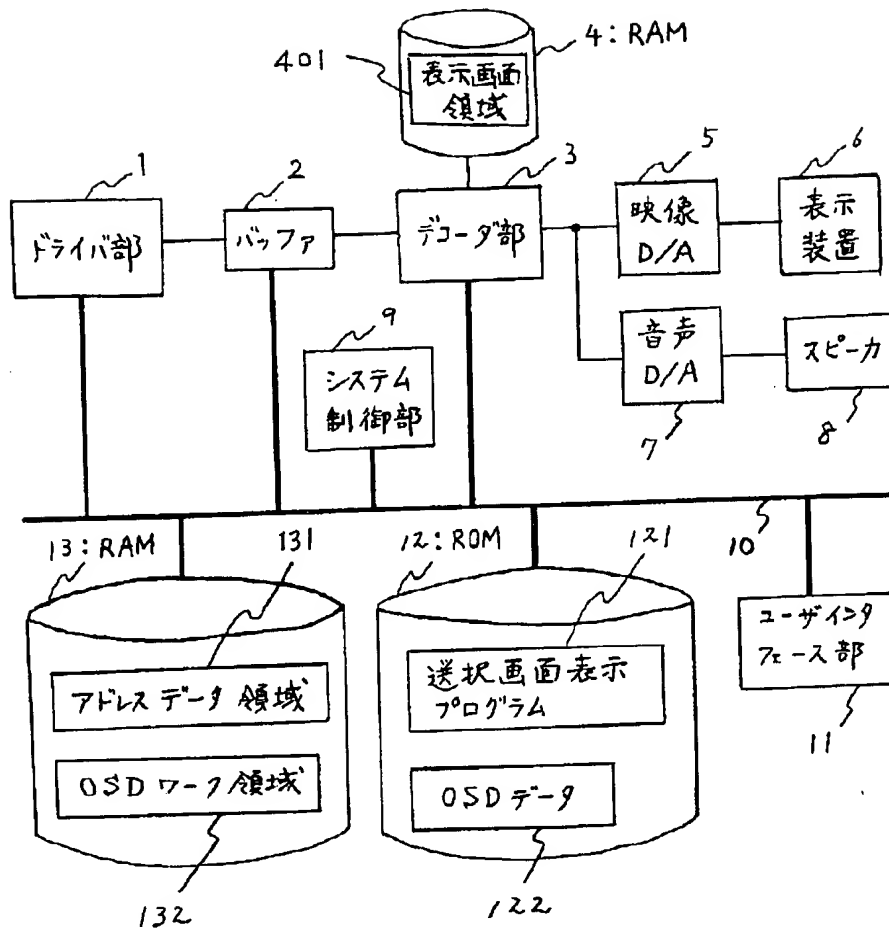 4:RAM
401
表示画面
領域
1
2
3
5
6
ドライバ部
バッファ
デコーダ部
映像
D/A
表示
装置
9
システム
制御部
音声
D/A
スピーカ
7
8
10
13:RAM
131
12:ROM
121
アドレスデータ領域
送択画面表示
プログラム
ユーザインタ
フェース部
11
OSDワーク領域
OSDデータ
132
122